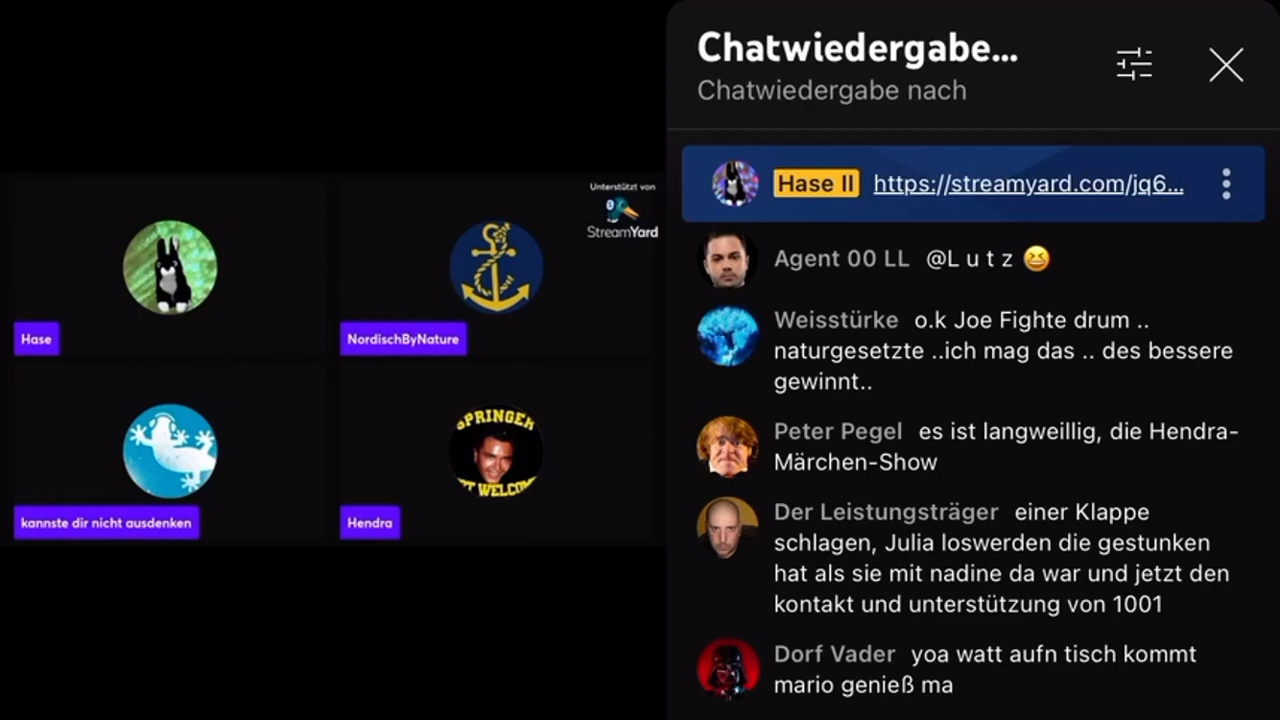 Unterstützt von
StreamYard
Hase
NordischByNature
SPRINGER
kannste dir nicht ausdenken
Hendra
Chatwiedergabe...
Chatwiedergabe nach
Hase II https://streamyard.com/jq6...
Agent 00 LL @L u t z 😆
Weisstürke o.k Joe Fighte drum ..
naturgesetzte ..ich mag das .. des bessere
gewinnt..
Peter Pegel es ist langweillig, die Hendra-
Märchen-Show
Der Leistungsträger einer Klappe
schlagen, Julia loswerden die gestunken
hat als sie mit nadine da war und jetzt den
kontakt und unterstützung von 1001
Dorf Vader yoa watt aufn tisch kommt
mario genieß ma